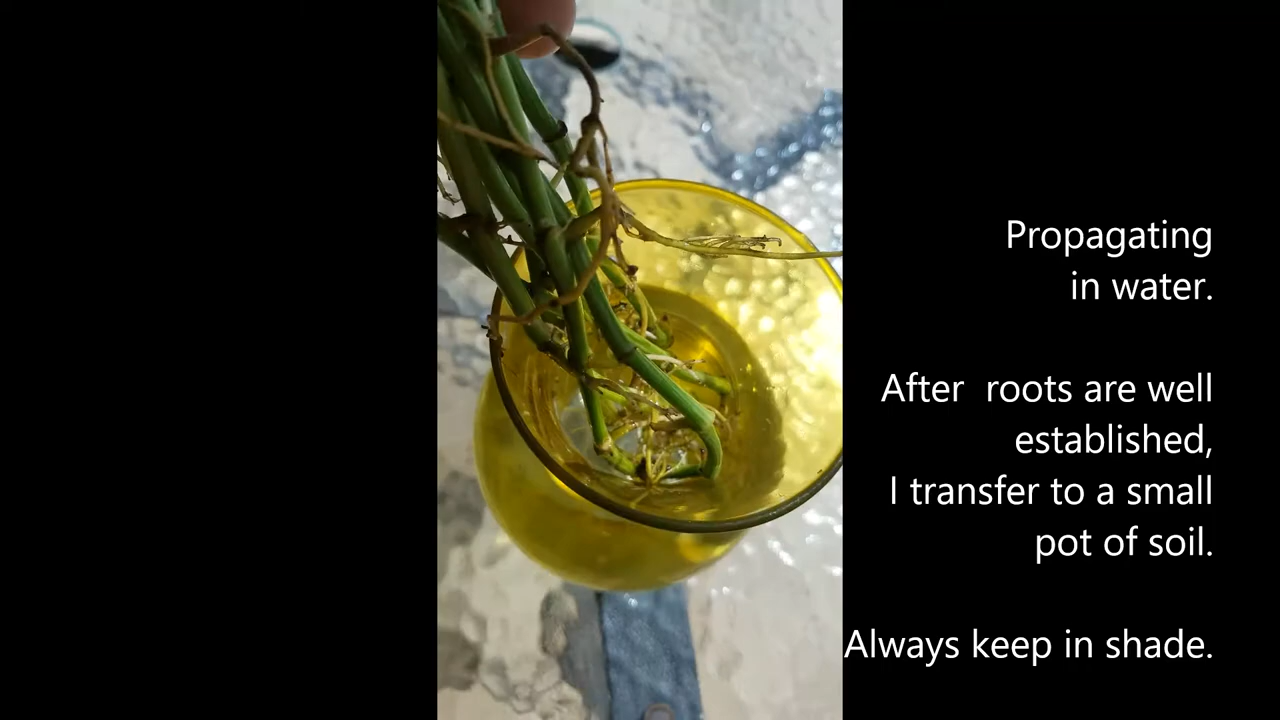 Propagating
in water.
After  roots are well
established,
I transfer to a small
pot of soil.
Always keep in shade.